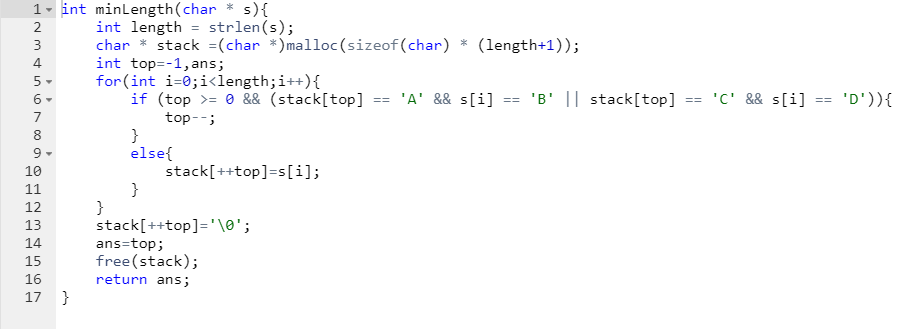 1 int minLength(char * s){
2     int length = strlen(s);
3     char * stack =(char *)malloc(sizeof(char) * (length+1));
4     int top=-1,ans;
5     for(int i=0;i<length;i++){
6         if (top >= 0 && (stack[top] == 'A' && s[i] == 'B' || stack[top] == 'C' && s[i] == 'D')){
7             top--;
8         }
9         else{
10             stack[++top]=s[i];
11         }
12     }
13     stack[++top]='\0';
14     ans=top;
15     free(stack);
16     return ans;
17 }